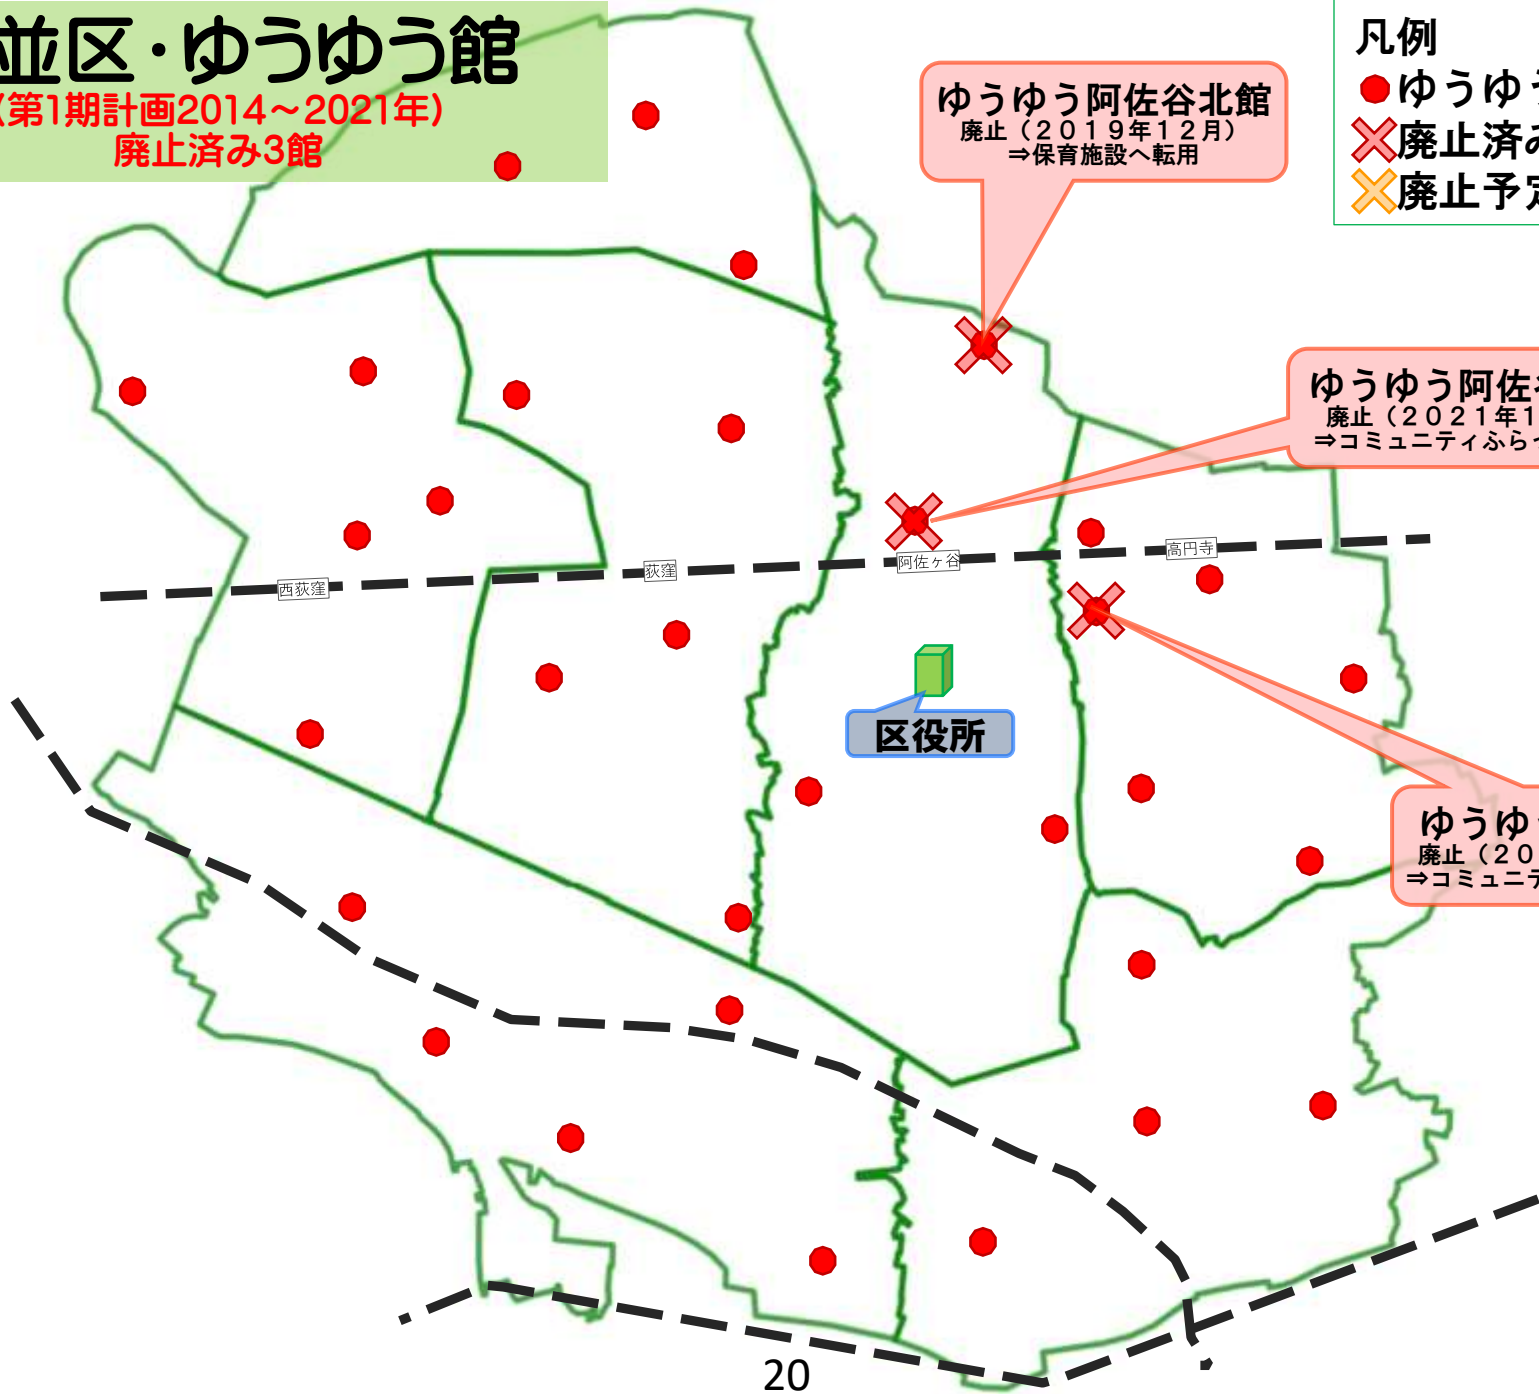 並区・ゆうゆう館
(第1期計画2014～2021年)
廃止済み3館
凡例
ゆうゆう
廃止済み
廃止予定
ゆうゆう阿佐谷北館
廃止（２０１９年１２月）
⇒保育施設へ転用
ゆうゆう阿佐谷
廃止（２０２１年１
⇒コミュニティふらっ
西荻窪
荻窪
阿佐ヶ谷
高円寺
区役所
ゆうゆ
廃止（２０
⇒コミュニテ
20